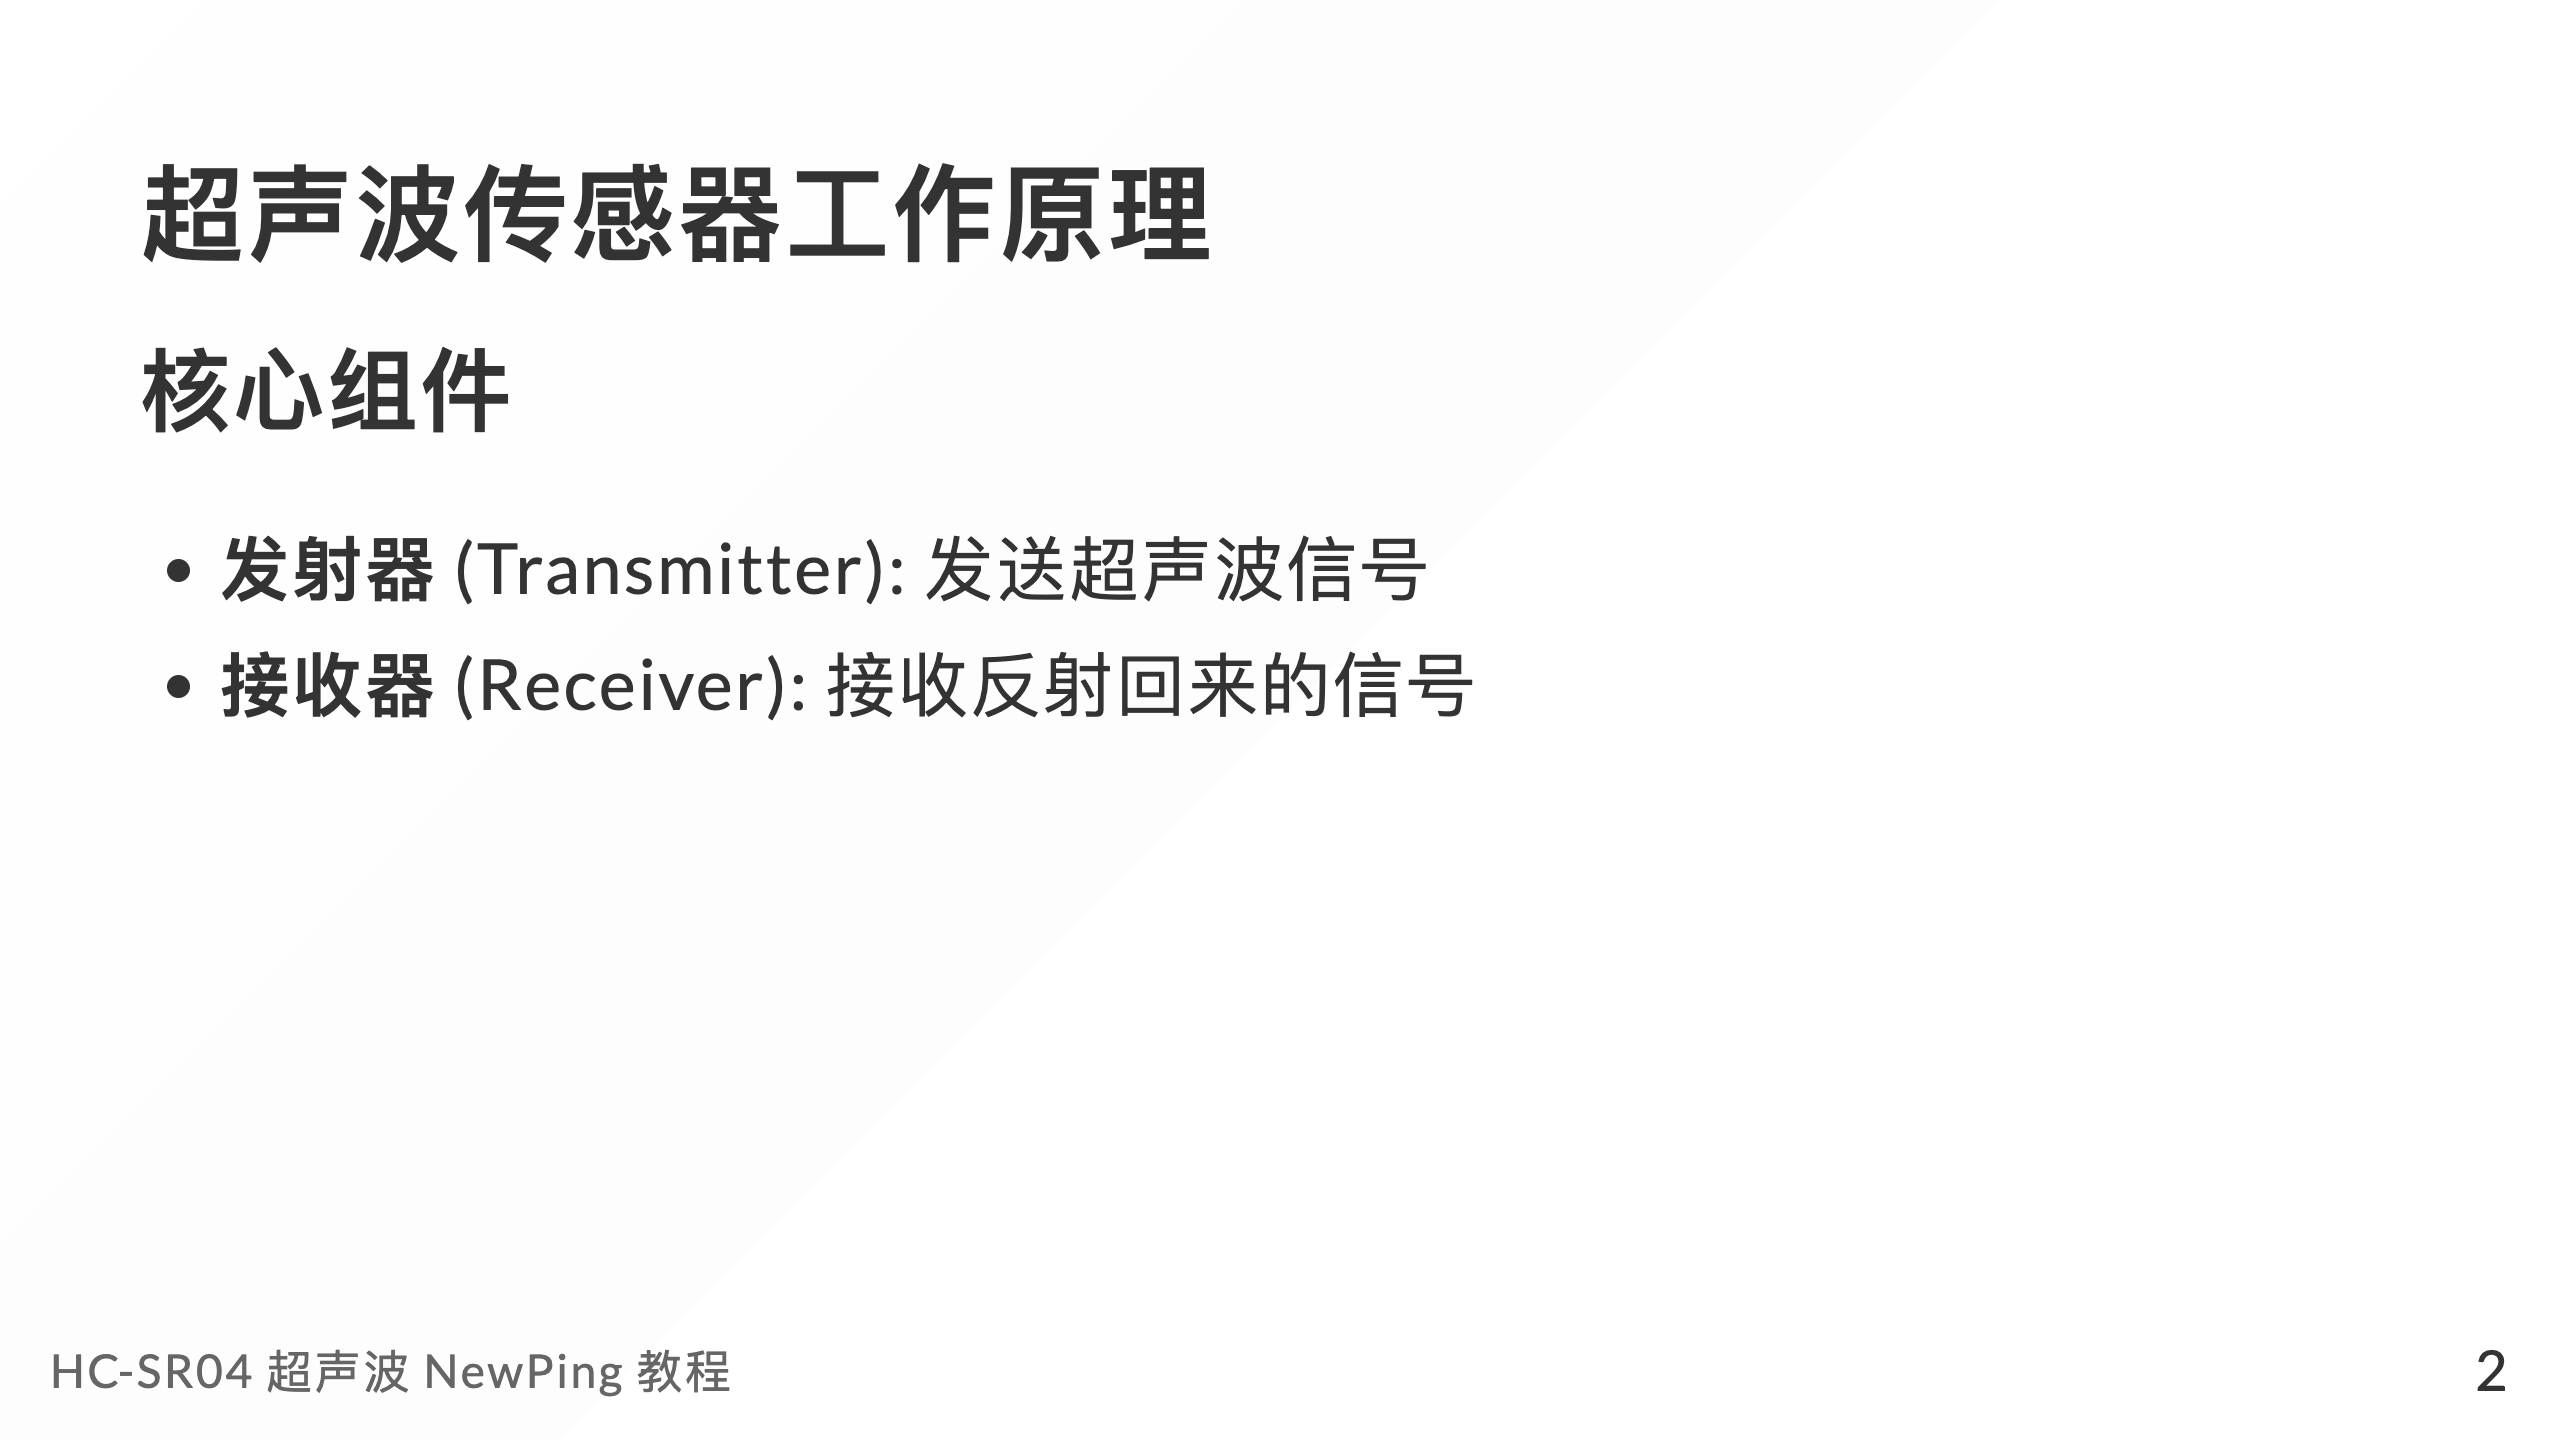 超声波传感器工作原理
核心组件
• 发射器 (Transmitter): 发送超声波信号
• 接收器 (Receiver): 接收反射回来的信号
HC-SR04 超声波 NewPing 教程
2